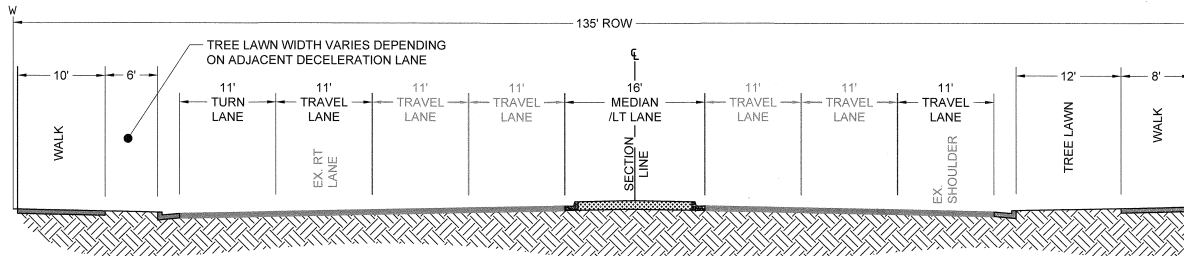 W
135' ROW
TREE LAWN WIDTH VARIES DEPENDING
ON ADJACENT DECELERATION LANE
℄
10'
6'
11'
TURN
LANE
11'
TRAVEL
LANE
11'
TRAVEL
LANE
11'
TRAVEL
LANE
16'
MEDIAN
/LT LANE
11'
TRAVEL
LANE
11'
TRAVEL
LANE
11'
TRAVEL
LANE
12'
8'
WALK
EX. RT
LANE
SECTION
LINE
EX.
SHOULDER
TREE LAWN
WALK